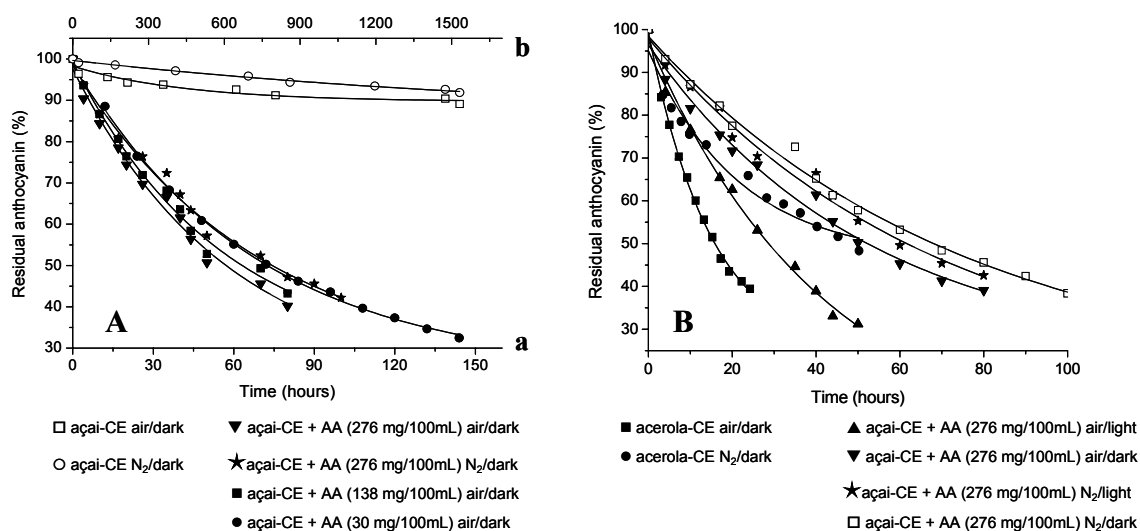 0 300 600 900 1200 1500
b
Residual anthocyanin (%)
100
90
80
70
60
50
40
30
A
a
0 30 60 90 120 150
Time (hours)
açai-CE air/dark
açai-CE N2/dark
açai-CE + AA (276 mg/100mL) air/dark
açai-CE + AA (276 mg/100mL) N2/dark
açai-CE + AA (138 mg/100mL) air/dark
açai-CE + AA (30 mg/100mL) air/dark
Residual anthocyanin (%)
100
90
80
70
60
50
40
30
B
0 20 40 60 80 100
Time (hours)
acerola-CE air/dark
acerola-CE N2/dark
açai-CE + AA (276 mg/100mL) air/light
açai-CE + AA (276 mg/100mL) air/dark
açai-CE + AA (276 mg/100mL) N2/light
açai-CE + AA (276 mg/100mL) N2/dark